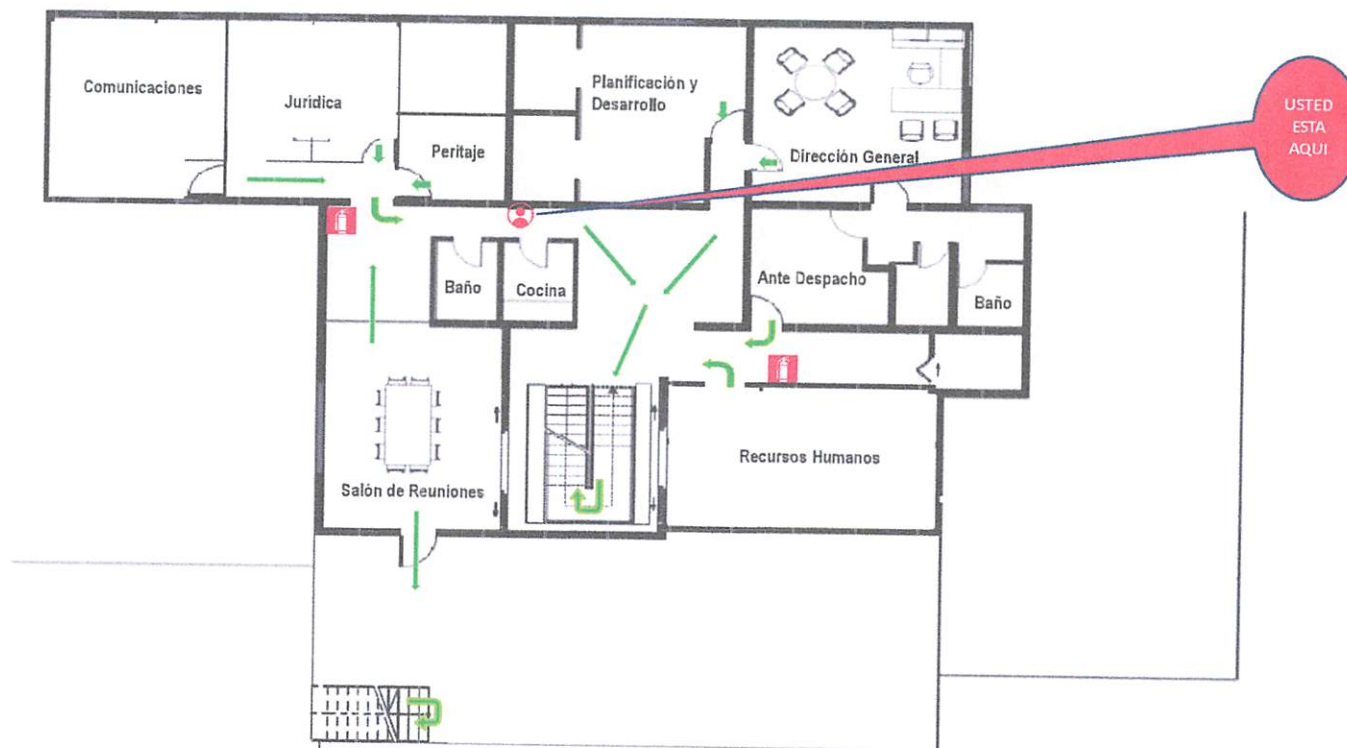 Comunicaciones
Jurídica
Peritaje
Planificación y
Desarrollo
Dirección General
USTED
ESTA
AQUI
Baño
Cocina
Ante Despacho
Baño
Salón de Reuniones
Recursos Humanos